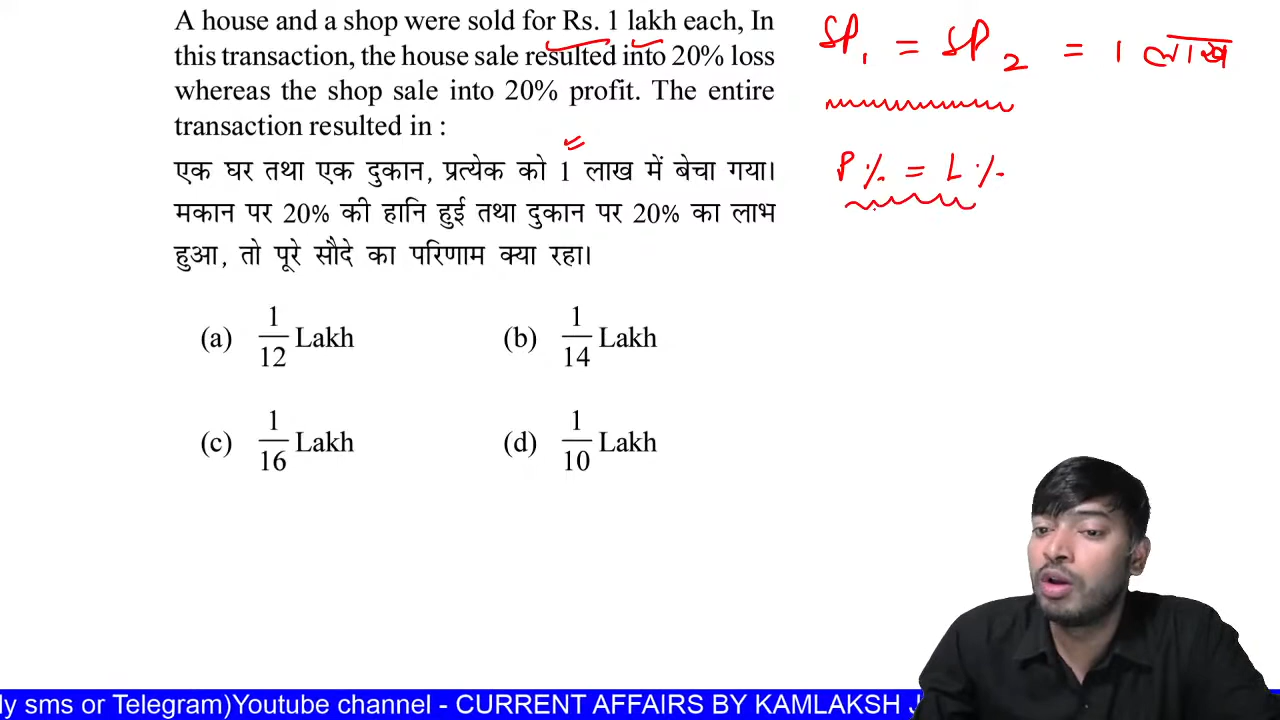 A house and a shop were sold for Rs. 1 lakh each, In
this transaction, the house sale resulted into 20% loss
whereas the shop sale into 20% profit. The entire
transaction resulted in :
एक घर तथा एक दुकान, प्रत्येक को 1 लाख में बेचा गया।
मकान पर 20% की हानि हुई तथा दुकान पर 20% का लाभ
हुआ, तो पूरे सौदे का परिणाम क्या रहा।
(a) 1/12 Lakh (b) 1/14 Lakh
(c) 1/16 Lakh (d) 1/10 Lakh
SP₁ = SP₂ = 1 लाख
P% = L%
ly sms or Telegram)Youtube channel - CURRENT AFFAIRS BY KAMLAKSH J